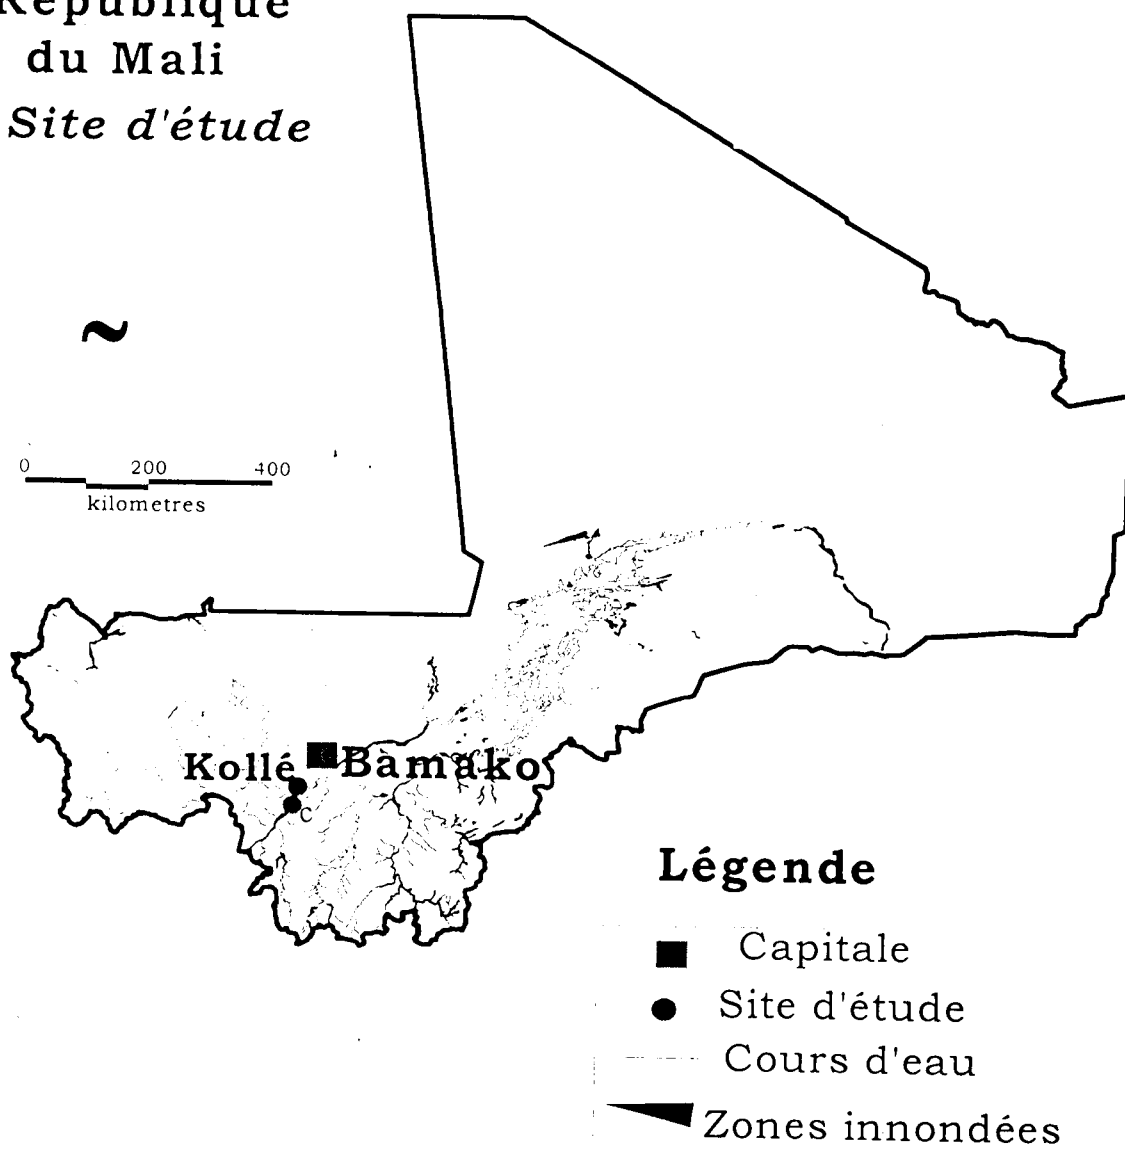 République
du Mali
Site d'étude
~
0 200 400
kilometres
Kollé
Bamako
C
Légende
Capitale
Site d'étude
Cours d'eau
Zones innondées